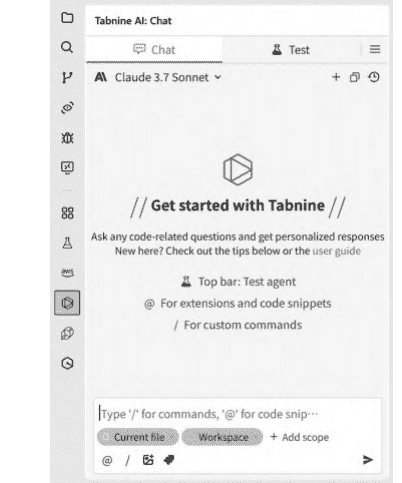 Tabnine AI: Chat
Chat
Test
Claude 3.7 Sonnet
// Get started with Tabnine //
Ask any code-related questions and get personalized responses
New here? Check out the tips below or the user guide
Top bar: Test agent
@ For extensions and code snippets
/ For custom commands
Type '/' for commands, '@' for code snip···
Current file
Workspace
+ Add scope
@ /